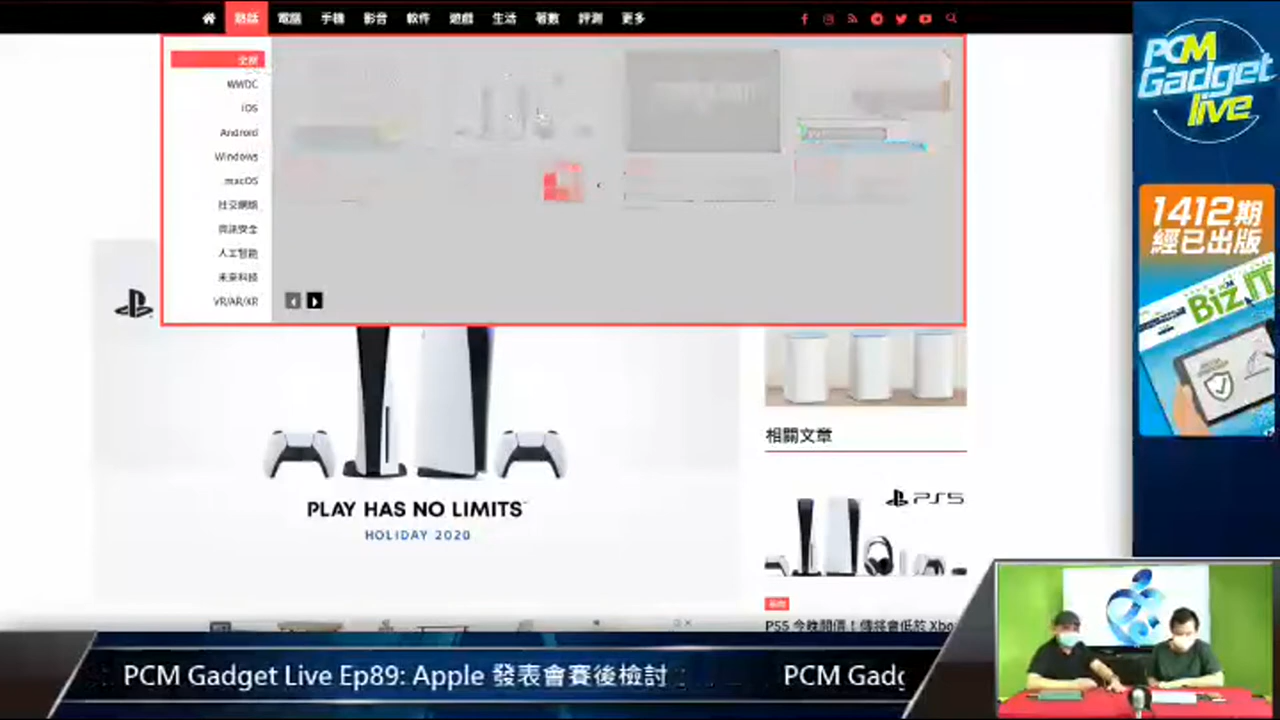 熱話 電腦 手機 影音 軟件 遊戲 生活 著數 評測 更多
全部
WWDC
iOS
Android
Windows
macOS
社交網絡
資訊安全
人工智能
未來科技
VR/AR/XR
PLAY HAS NO LIMITS
HOLIDAY 2020
相關文章
PS5
PS5 今晚開價！傳將會低於 Xbo
PCM
Gadget
live
1412期
經已出版
PCM
Biz IT
PCM Gadget Live Ep89: Apple 發表會賽後檢討
PCM Gadg